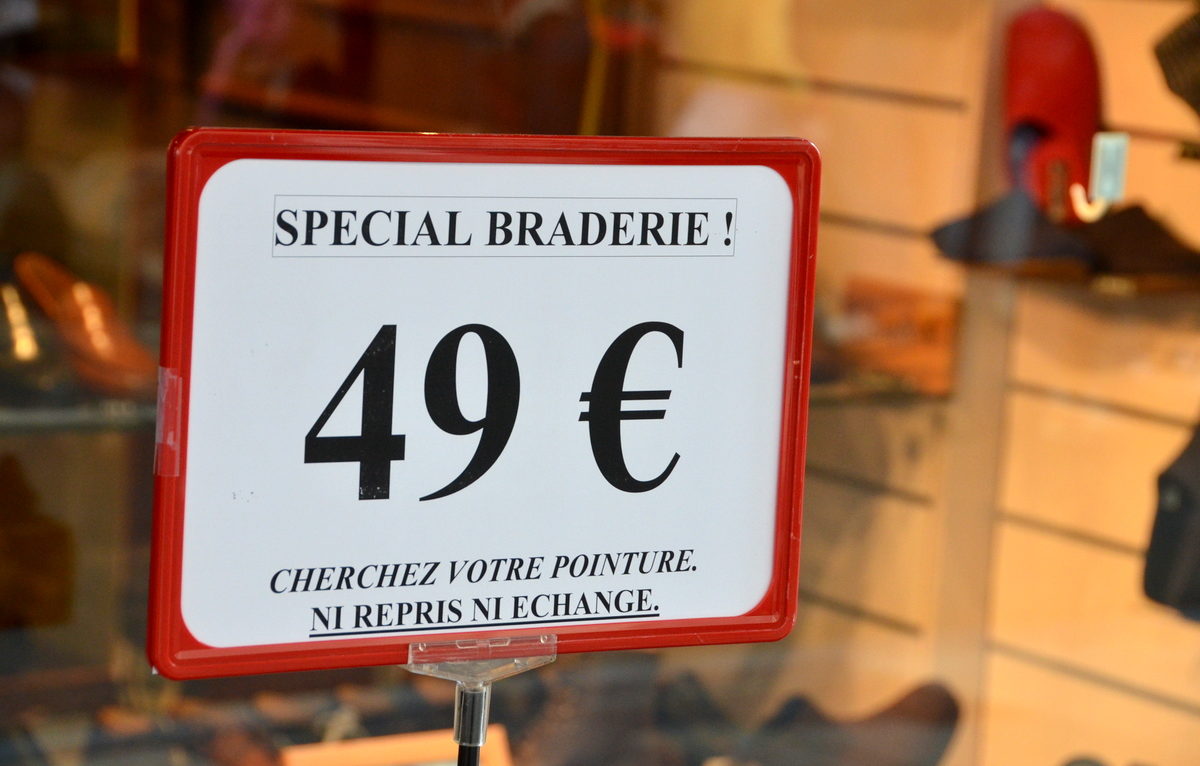 SPECIAL BRADERIE !
49 €
CHERCHEZ VOTRE POINTURE.
NI REPRIS NI ECHANGE.